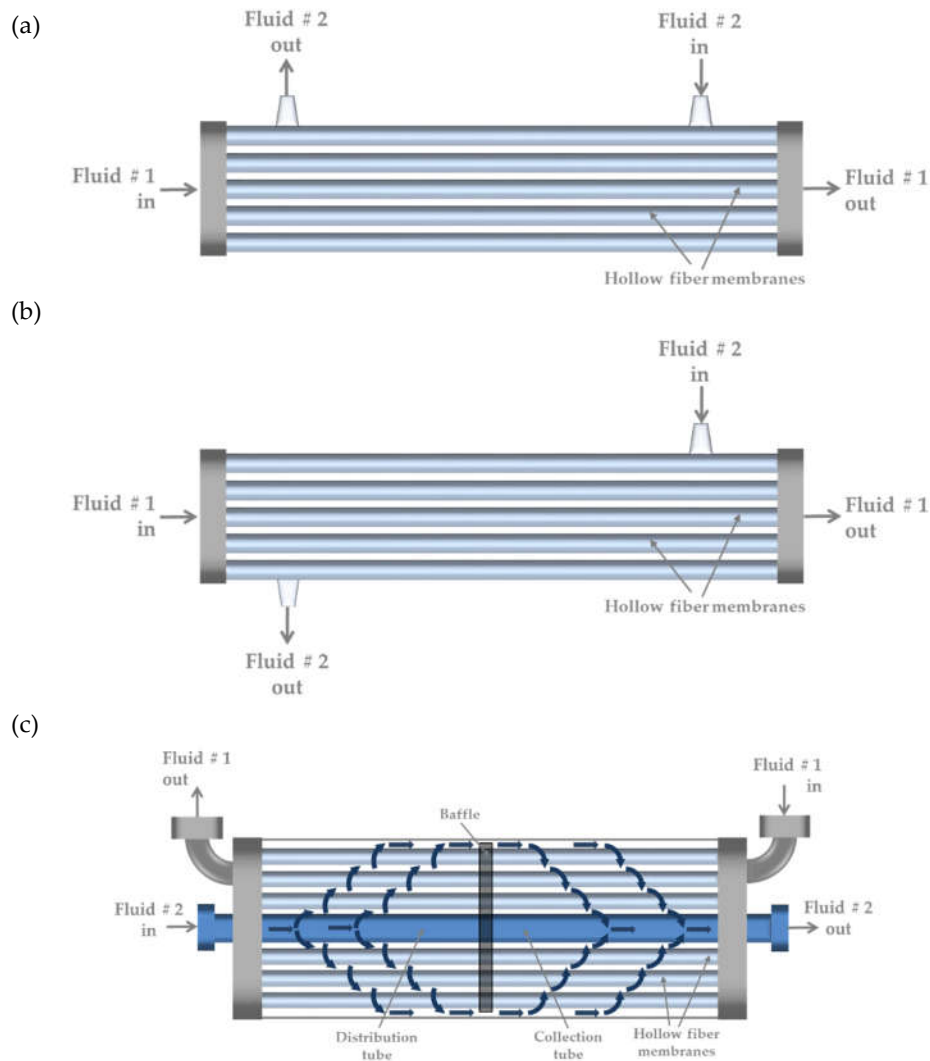 (a)
Fluid # 2
out
Fluid # 2
in
Fluid # 1
in
Fluid # 1
out
Hollow fiber membranes
(b)
Fluid # 2
in
Fluid # 1
in
Fluid # 1
out
Hollow fiber membranes
Fluid # 2
out
(c)
Fluid # 1
out
Fluid # 1
in
Baffle
Fluid # 2
in
Fluid # 2
out
Distribution
tube
Collection
tube
Hollow fiber
membranes